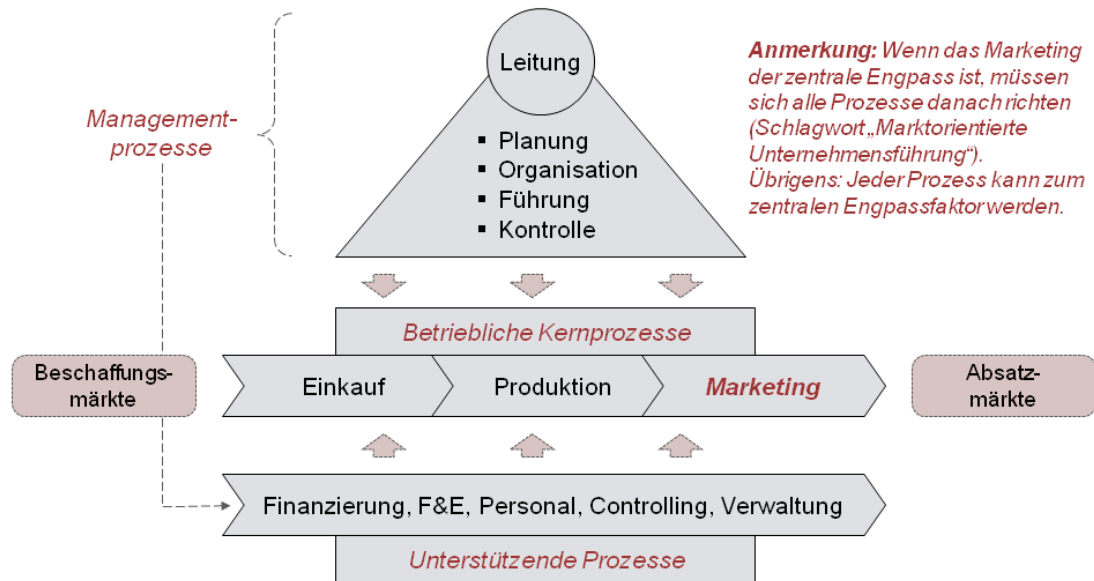 Leitung
Management-
prozesse
▪ Planung
▪ Organisation
▪ Führung
▪ Kontrolle
Anmerkung: Wenn das Marketing
der zentrale Engpass ist, müssen
sich alle Prozesse danach richten
(Schlagwort „Marktorientierte
Unternehmensführung“).
Übrigens: Jeder Prozess kann zum
zentralen Engpassfaktor werden.
Betriebliche Kernprozesse
Beschaffungs-
märkte
Einkauf
Produktion
Marketing
Absatz-
märkte
Finanzierung, F&E, Personal, Controlling, Verwaltung
Unterstützende Prozesse